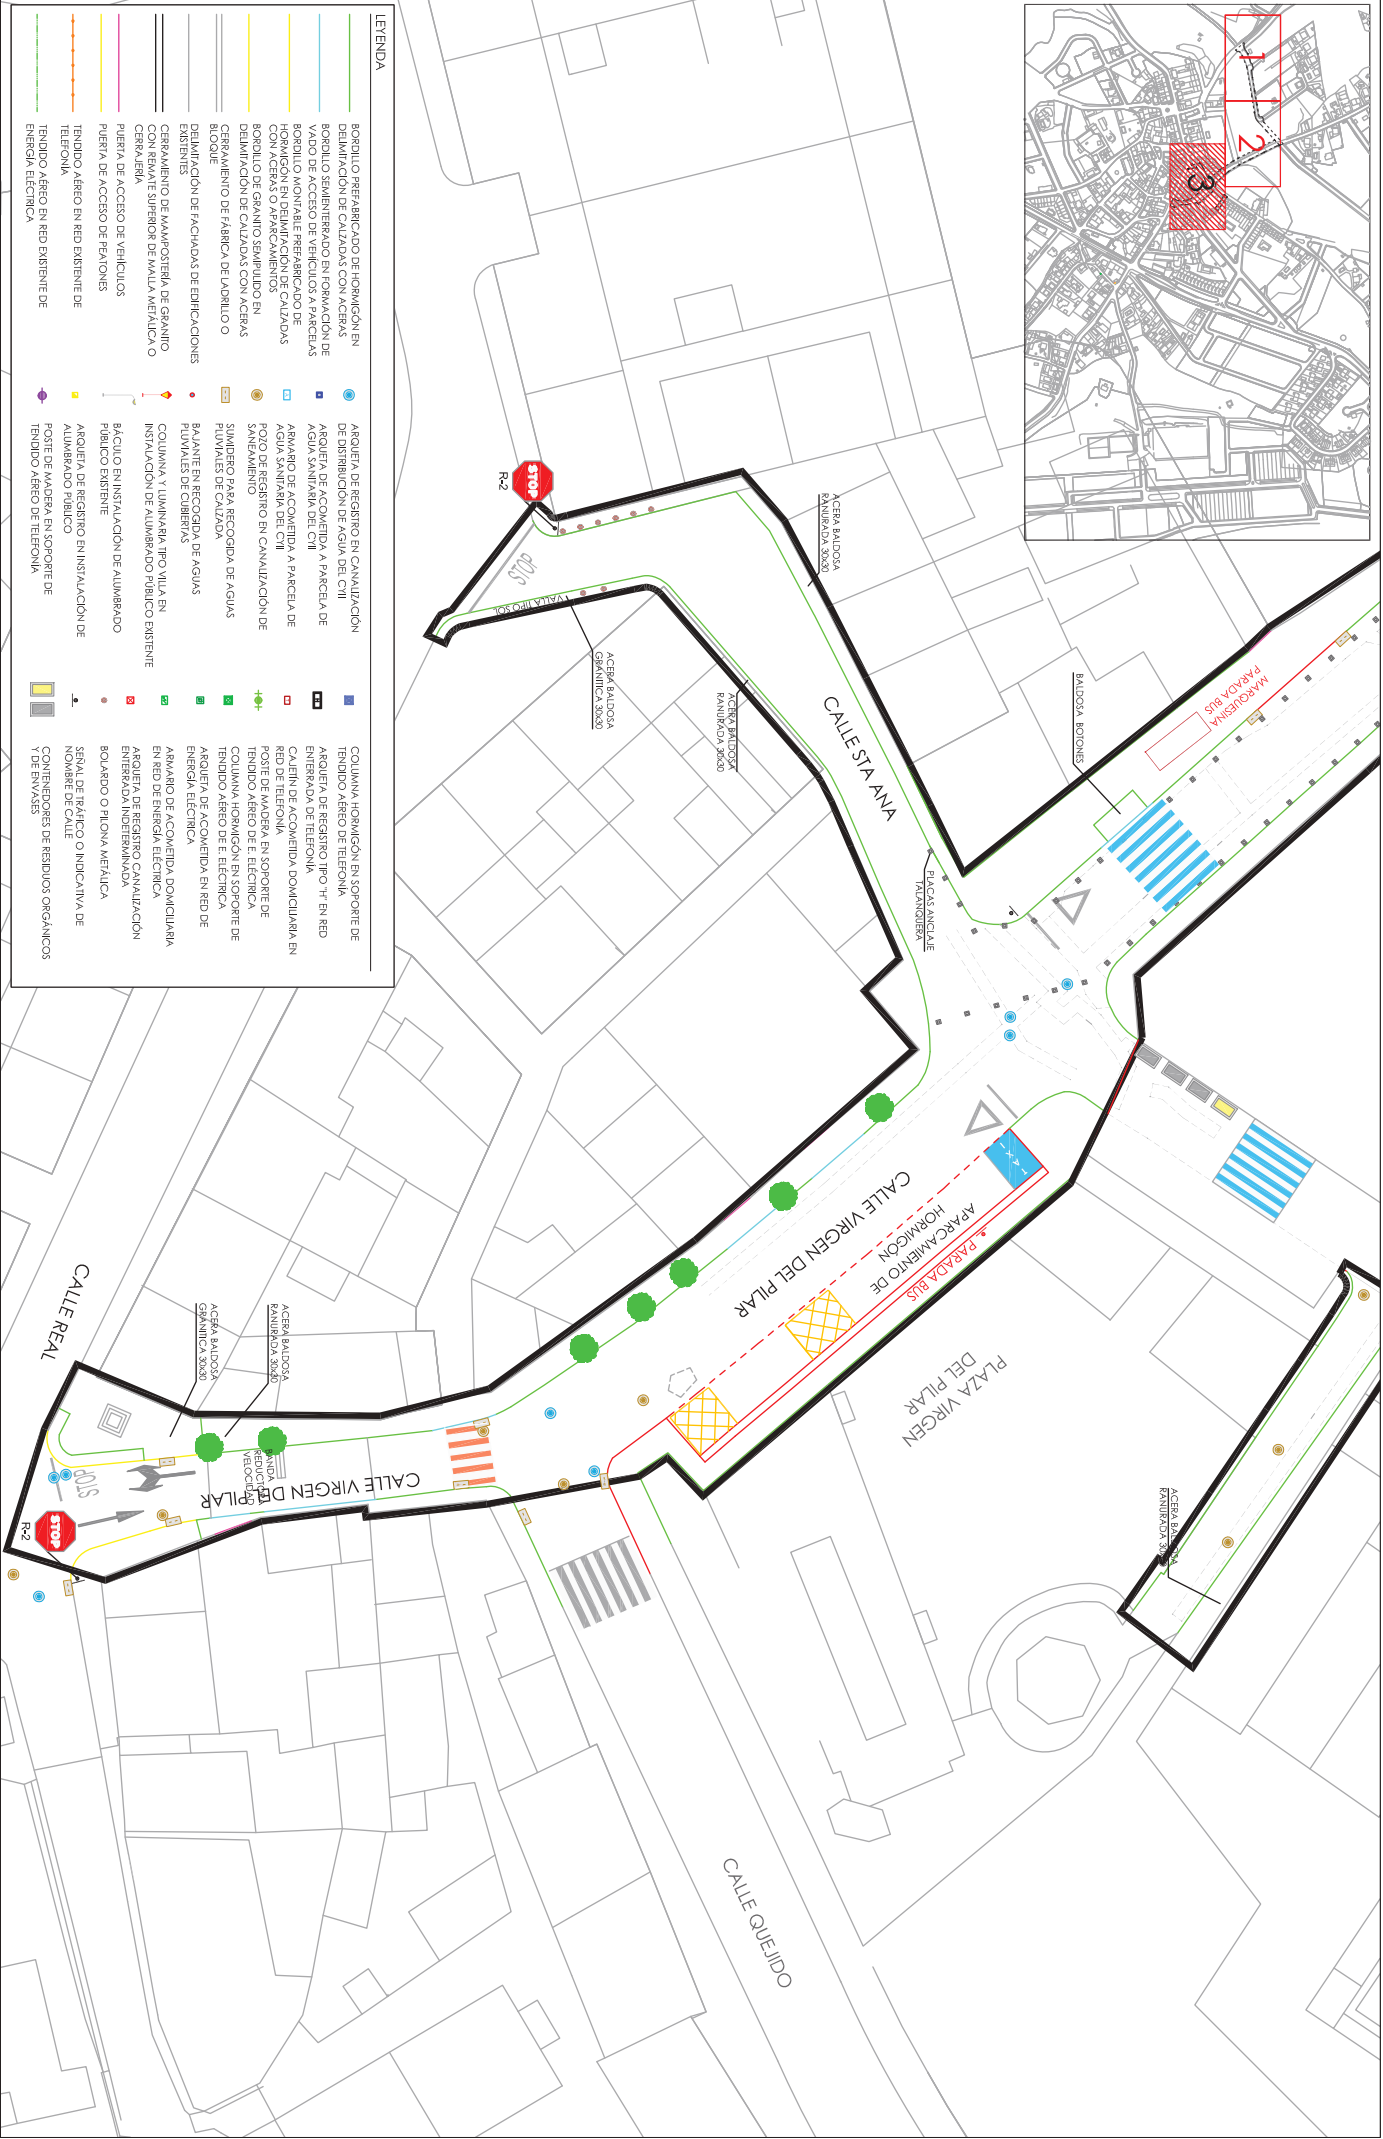 LEYENDA
BORDILLO PREFABRICADO DE HORMIGÓN EN
DELIMITACIÓN DE CALZADAS CON ACERAS
BORDILLO SEMIENTERRADO EN FORMACIÓN DE
VADO DE ACCESO DE VEHÍCULOS A PARCELAS
BORDILLO MONTABLE PREFABRICADO DE
HORMIGÓN EN DELIMITACIÓN DE CALZADAS
CON ACERAS O APARCAMIENTOS
BORDILLO DE GRANITO SEMIPULIDO EN
DELIMITACIÓN DE CALZADAS CON ACERAS
CERRAMIENTO DE FÁBRICA DE LADRILLO O
BLOQUE
DELIMITACIÓN DE FACHADAS DE EDIFICACIONES
EXISTENTES
CERRAMIENTO DE MAMPOSTERÍA DE GRANITO
CON REMATE SUPERIOR DE MALLA METÁLICA O
CERRAJERÍA
PUERTA DE ACCESO DE VEHÍCULOS
PUERTA DE ACCESO DE PEATONES
TENDIDO AÉREO EN RED EXISTENTE DE
TELEFONÍA
TENDIDO AÉREO EN RED EXISTENTE DE
ENERGÍA ELÉCTRICA
ARQUETA DE REGISTRO EN CANALIZACIÓN
DE DISTRIBUCIÓN DE AGUA DEL CYII
ARQUETA DE ACOMETIDA A PARCELA DE
AGUA SANITARIA DEL CYII
ARMARIO DE ACOMETIDA A PARCELA DE
AGUA SANITARIA DEL CYII
POZO DE REGISTRO EN CANALIZACIÓN DE
SANEAMIENTO
SUMIDERO PARA RECOGIDA DE AGUAS
PLUVIALES DE CALZADA
BAJANTE EN RECOGIDA DE AGUAS
PLUVIALES DE CUBIERTAS
COLUMNA Y LUMINARIA TIPO VILLA EN
INSTALACIÓN DE ALUMBRADO PÚBLICO EXISTENTE
BÁCULO EN INSTALACIÓN DE ALUMBRADO
PÚBLICO EXISTENTE
ARQUETA DE REGISTRO EN INSTALACIÓN DE
ALUMBRADO PÚBLICO
POSTE DE MADERA EN SOPORTE DE
TENDIDO AÉREO DE TELEFONÍA
COLUMNA HORMIGÓN EN SOPORTE DE
TENDIDO AÉREO DE TELEFONÍA
ARQUETA DE REGISTRO TIPO "H" EN RED
ENTERRADA DE TELEFONÍA
CAJETÍN DE ACOMETIDA DOMICILIARIA EN
RED DE TELEFONÍA
POSTE DE MADERA EN SOPORTE DE
TENDIDO AÉREO DE E. ELÉCTRICA
COLUMNA HORMIGÓN EN SOPORTE DE
TENDIDO AÉREO DE E. ELÉCTRICA
ARQUETA DE ACOMETIDA EN RED DE
ENERGÍA ELÉCTRICA
ARMARIO DE ACOMETIDA DOMICILIARIA
EN RED DE ENERGÍA ELÉCTRICA
ARQUETA DE REGISTRO CANALIZACIÓN
ENTERRADA INDETERMINADA
BOLARDO O PILONA METÁLICA
SEÑAL DE TRÁFICO O INDICATIVA DE
NOMBRE DE CALLE
CONTENEDORES DE RESIDUOS ORGÁNICOS
Y DE ENVASES
1
2
3
STOP
R-2
STOP
VALLA TIPO SOL
ACERA BALDOSA
GRANÍTICA 30x30
ACERA BALDOSA
RANURADA 30x30
ACERA BALDOSA
RANURADA 30x30
CALLE STA ANA
MARQUESINA
PARADA BUS
BALDOSA BOTONES
PLACAS ANCLAJE
TALANQUERA
TAXI
CALLE VIRGEN DEL PILAR
APARCAMIENTO DE
HORMIGÓN
PARADA BUS
PLAZA VIRGEN
DEL PILAR
ACERA BALDOSA
RANURADA 30x30
CALLE REAL
ACERA BALDOSA
GRANÍTICA 30x30
ACERA BALDOSA
RANURADA 30x30
BANDA
REDUCTORA
VELOCIDAD
CALLE VIRGEN DEL PILAR
STOP
STOP
R-2
CALLE QUEJIDO